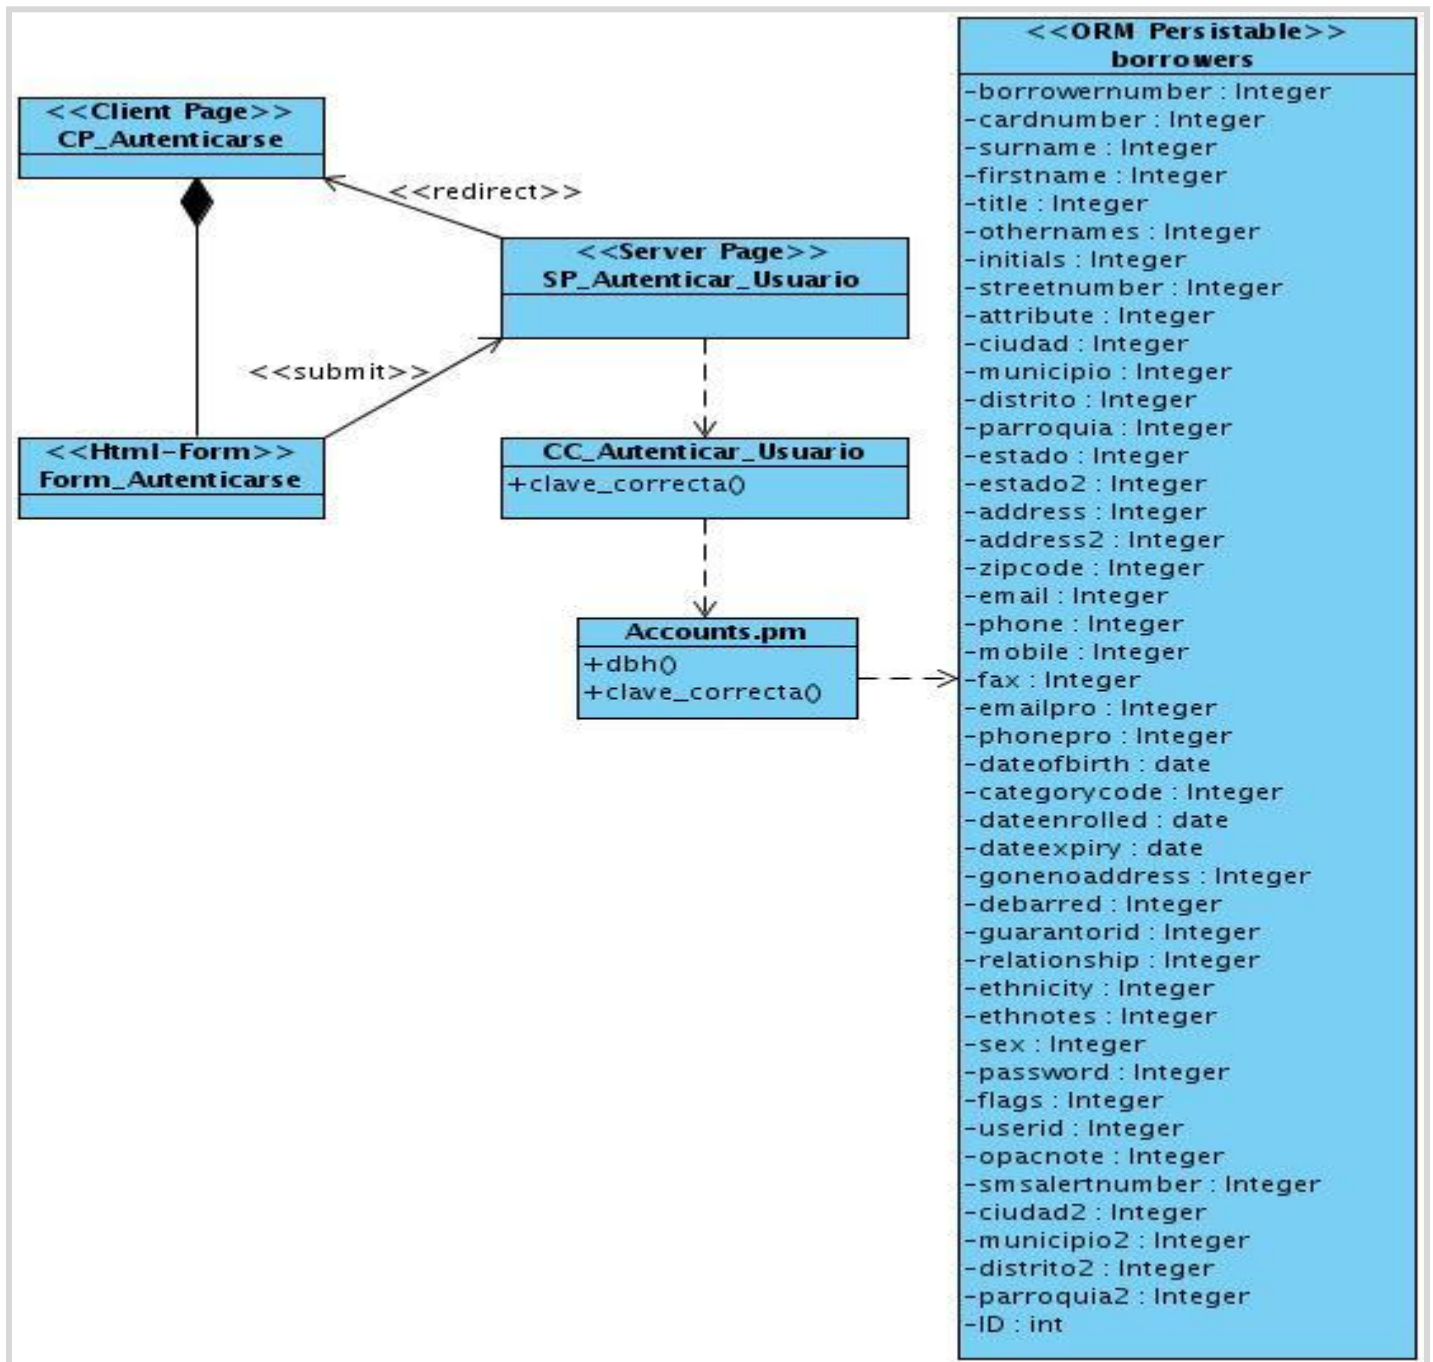 <<Client Page>>
CP_Autenticarse
<<redirect>>
<<Server Page>>
SP_Autenticar_Usuario
<<submit>>
<<Html-Form>>
Form_Autenticarse
CC_Autenticar_Usuario
+clave_correcta()
Accounts.pm
+dbh()
+clave_correcta()
<<ORM Persistable>>
borrowers
-borrowernumber : Integer
-cardnumber : Integer
-surname : Integer
-firstname : Integer
-title : Integer
-othernames : Integer
-initials : Integer
-streetnumber : Integer
-attribute : Integer
-ciudad : Integer
-municipio : Integer
-distrito : Integer
-parroquia : Integer
-estado : Integer
-estado2 : Integer
-address : Integer
-address2 : Integer
-zipcode : Integer
-email : Integer
-phone : Integer
-mobile : Integer
-fax : Integer
-emailpro : Integer
-phonepro : Integer
-dateofbirth : date
-categorycode : Integer
-dateenrolled : date
-dateexpiry : date
-gonenoaddress : Integer
-debarred : Integer
-guarantorid : Integer
-relationship : Integer
-ethnicity : Integer
-ethnotes : Integer
-sex : Integer
-password : Integer
-flags : Integer
-userid : Integer
-opacnote : Integer
-smsalertnumber : Integer
-ciudad2 : Integer
-municipio2 : Integer
-distrito2 : Integer
-parroquia2 : Integer
-ID : int